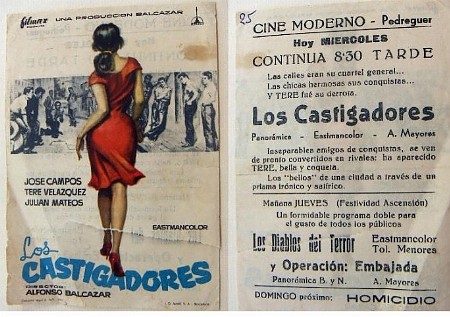 filmax
UNA PRODUCCION BALCAZAR
JOSE CAMPOS
TERE VELAZQUEZ
JULIAN MATEOS
EASTMANCOLOR
Los
CASTIGADORES
DIRECTOR:
ALFONSO BALCAZAR
25
CINE MODERNO - Pedreguer
Hoy MIERCOLES
CONTINUA 8'30 TARDE
Las calles eran su cuartel general...
Las chicas hermosas sus conquistas...
...Y TERE fué su derrota.
Los Castigadores
Panorámica - Eastmancolor - A. Mayores
Inseparables amigos de conquistas, se ven
de pronto convertidos en rivales: ha aparecido
TERE, bella y coqueta.
Los "bellos" de una ciudad a través de un
prisma irónico y satírico.
Mañana JUEVES (Festividad Ascensión)
Un formidable programa doble para
el gusto de todos los públicos
Los Diablos del Terror Eastmancolor
Tol. Menores
y Operación: Embajada
Panorámica B. y N. A. Mayores
DOMINGO próximo: HOMICIDIO